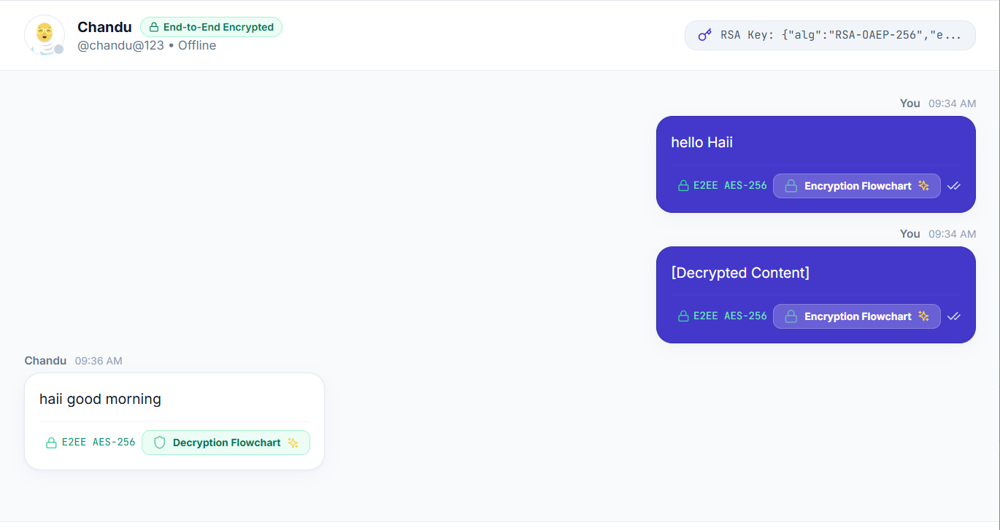 Chandu End-to-End Encrypted
@chandu@123 • Offline
RSA Key: {"alg":"RSA-OAEP-256","e...
You 09:34 AM
hello Haii
E2EE AES-256 Encryption Flowchart
You 09:34 AM
[Decrypted Content]
E2EE AES-256 Encryption Flowchart
Chandu 09:36 AM
haii good morning
E2EE AES-256 Decryption Flowchart